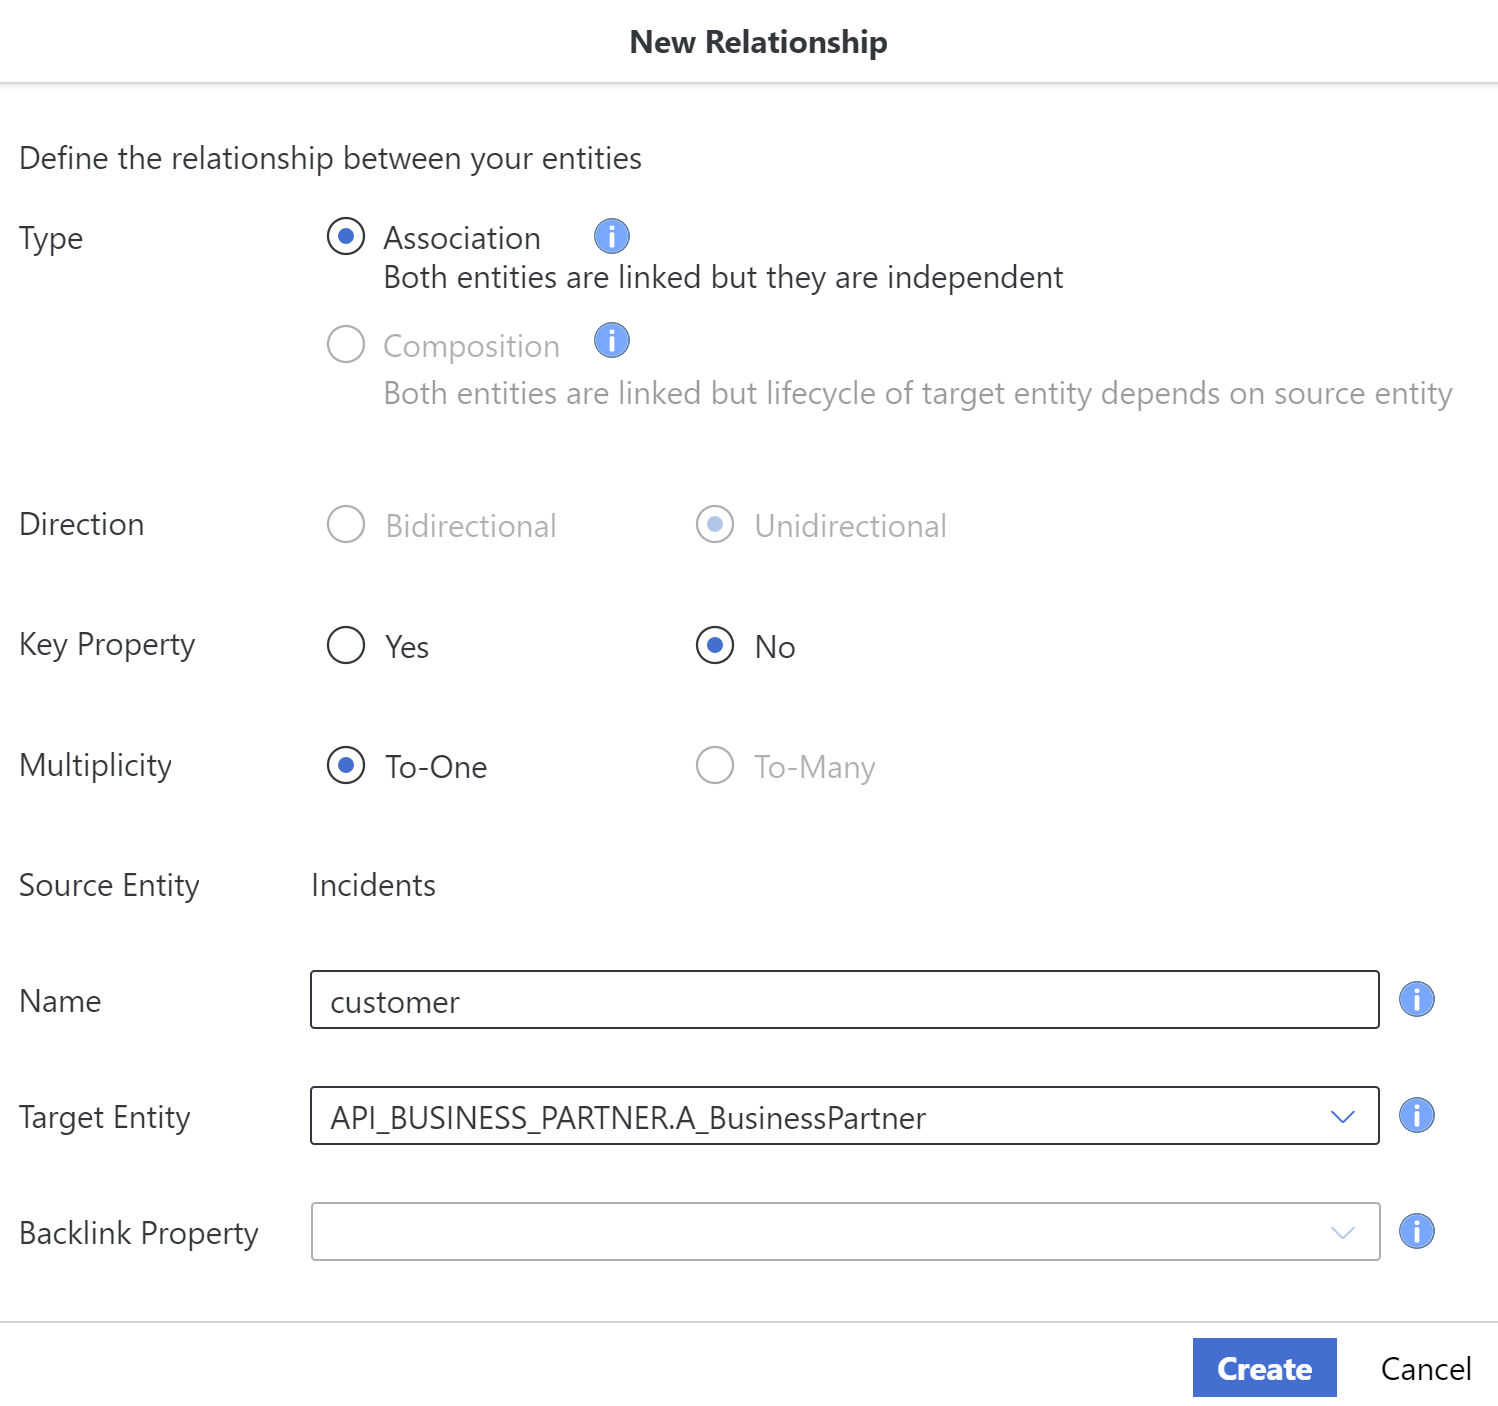 New Relationship
Define the relationship between your entities
Type
Association
Both entities are linked but they are independent
Composition
Both entities are linked but lifecycle of target entity depends on source entity
Direction
Bidirectional
Unidirectional
Key Property
Yes
No
Multiplicity
To-One
To-Many
Source Entity
Incidents
Name
customer
Target Entity
API_BUSINESS_PARTNER.A_BusinessPartner
Backlink Property
Create
Cancel